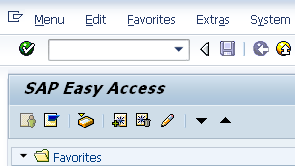 Menu Edit Favorites Extras System
SAP Easy Access
Favorites